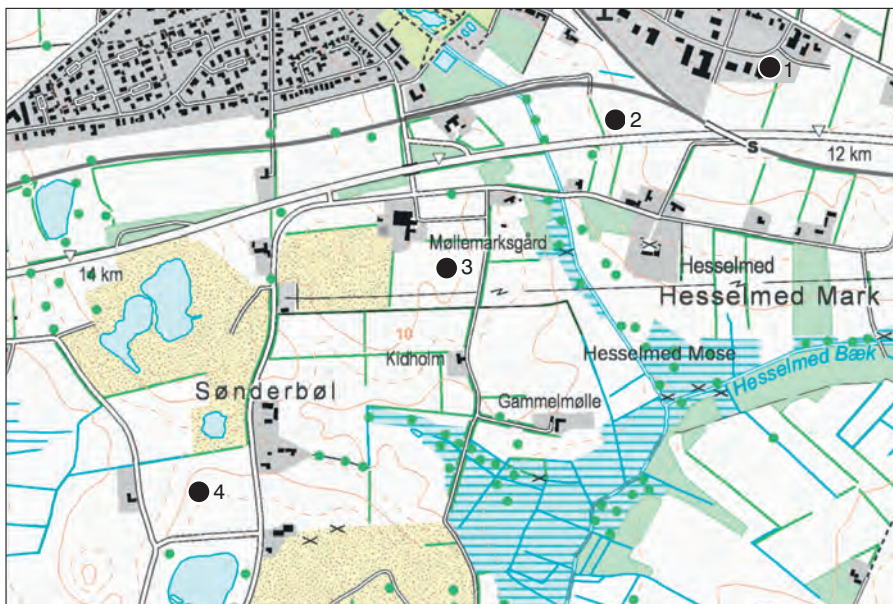 1
2
S
12 km
Møllemarksgård
3
Hesselmed
14 km
Hesselmed Mark
10
Kidholm
Hesselmed Mose
Hesselmed Bæk
Sønderbøl
Gammelmølle
4